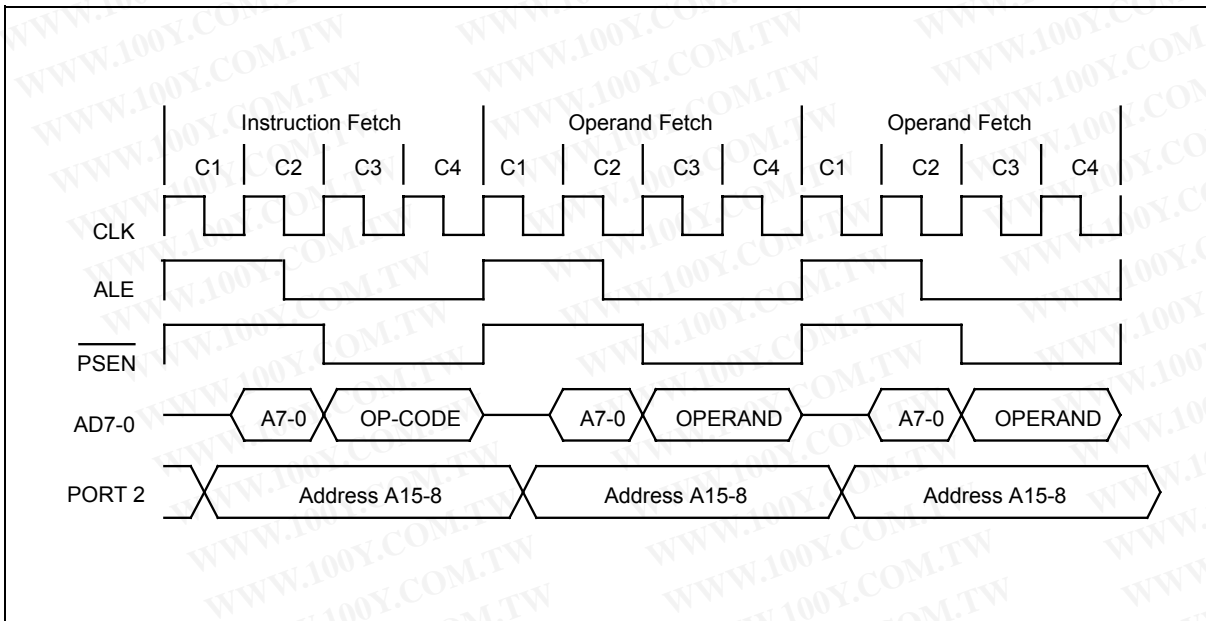 Instruction Fetch Operand Fetch Operand Fetch
C1 C2 C3 C4 C1 C2 C3 C4 C1 C2 C3 C4
CLK
ALE
PSEN
AD7-0 A7-0 OP-CODE A7-0 OPERAND A7-0 OPERAND
PORT 2 Address A15-8 Address A15-8 Address A15-8
WWW.100Y.COM.TW